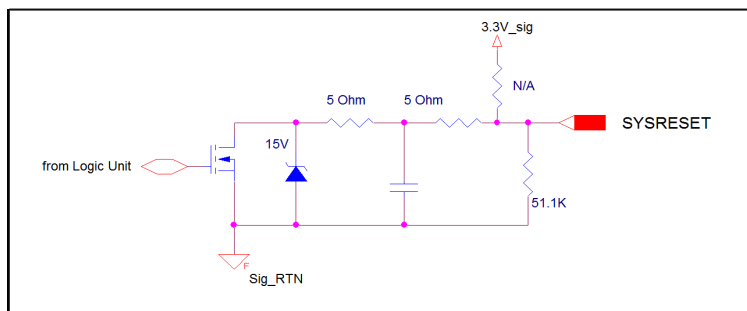 3.3V_sig
N/A
5 Ohm
5 Ohm
SYSRESET
15V
from Logic Unit
51.1K
F
Sig_RTN